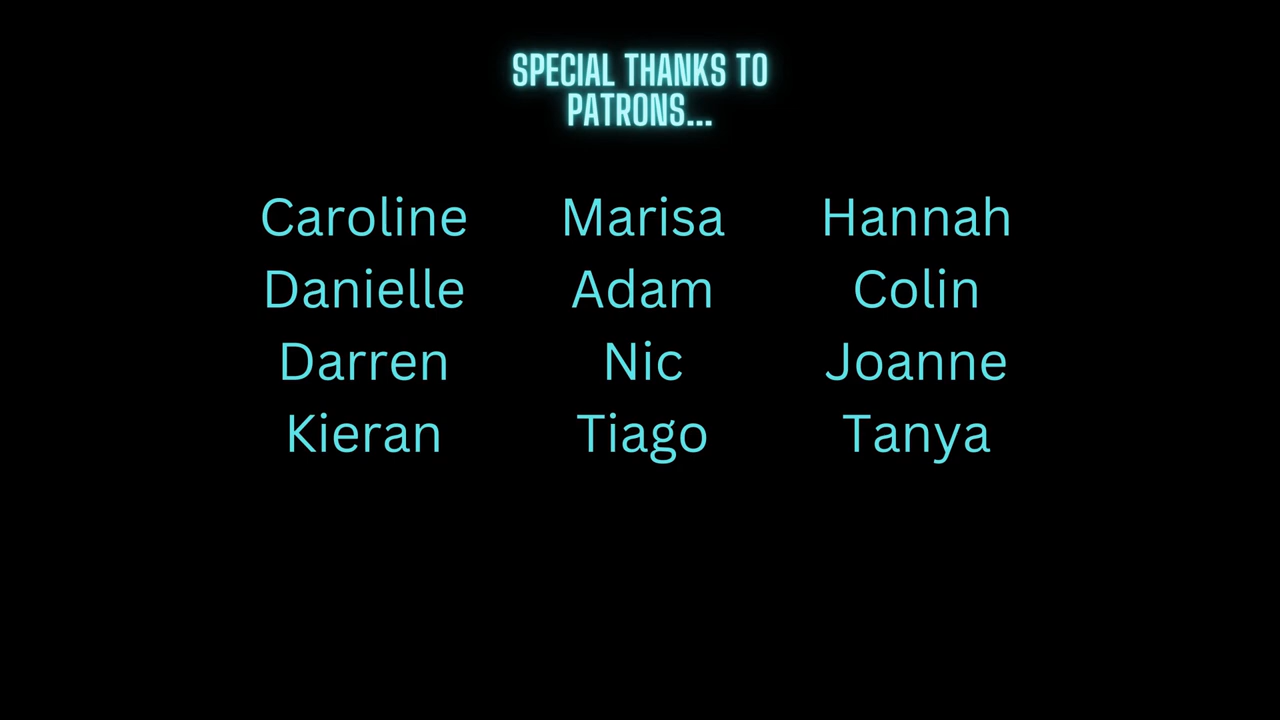 SPECIAL THANKS TO
PATRONS...
Caroline Marisa Hannah
Danielle Adam Colin
Darren Nic Joanne
Kieran Tiago Tanya